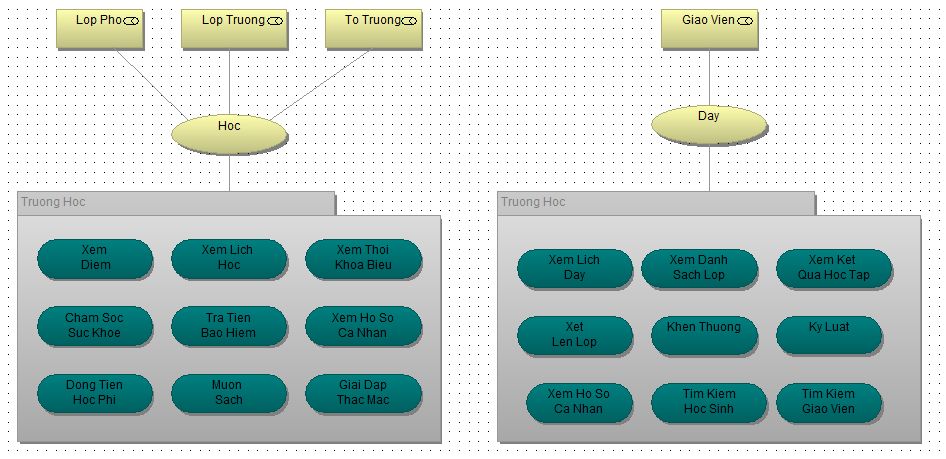 Lop Pho
Lop Truong
To Truong
Giao Vien
Hoc
Day
Truong Hoc
Xem
Diem
Xem Lich
Hoc
Xem Thoi
Khoa Bieu
Cham Soc
Suc Khoe
Tra Tien
Bao Hiem
Xem Ho So
Ca Nhan
Dong Tien
Hoc Phi
Muon
Sach
Giai Dap
Thac Mac
Truong Hoc
Xem Lich
Day
Xem Danh
Sach Lop
Xem Ket
Qua Hoc Tap
Xet
Len Lop
Khen Thuong
Ky Luat
Xem Ho So
Ca Nhan
Tim Kiem
Hoc Sinh
Tim Kiem
Giao Vien